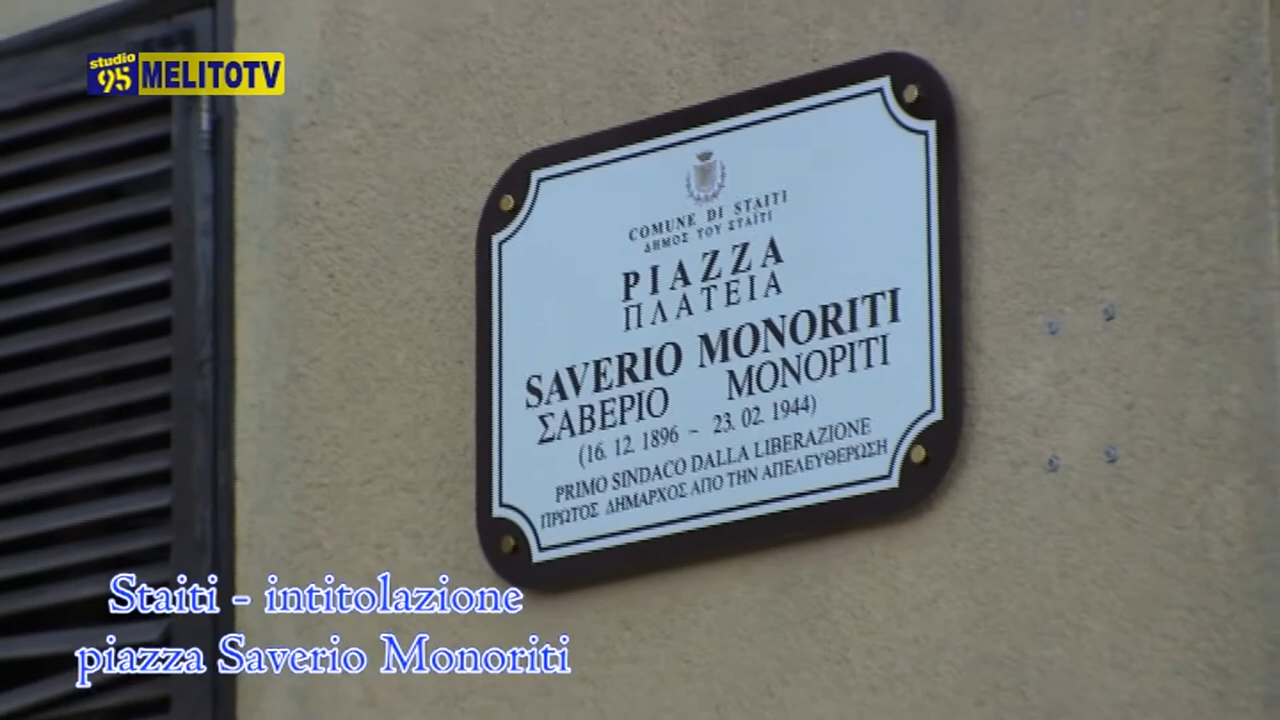 studio
95 MELITOTV
COMUNE DI STAITI
ΔΗΜΟΣ ΤΟΥ ΣΤΑΪΤΙ
PIAZZA
ΠΛΑΤΕΙΑ
SAVERIO MONORITI
ΣΑΒΕΡΙΟ ΜΟΝΟΡΙΤΙ
(16. 12. 1896 - 23. 02. 1944)
PRIMO SINDACO DALLA LIBERAZIONE
ΠΡΩΤΟΣ ΔΗΜΑΡΧΟΣ ΑΠΟ ΤΗΝ ΑΠΕΛΕΥΘΕΡΩΣΗ
Staiti - intitolazione
piazza Saverio Monoriti